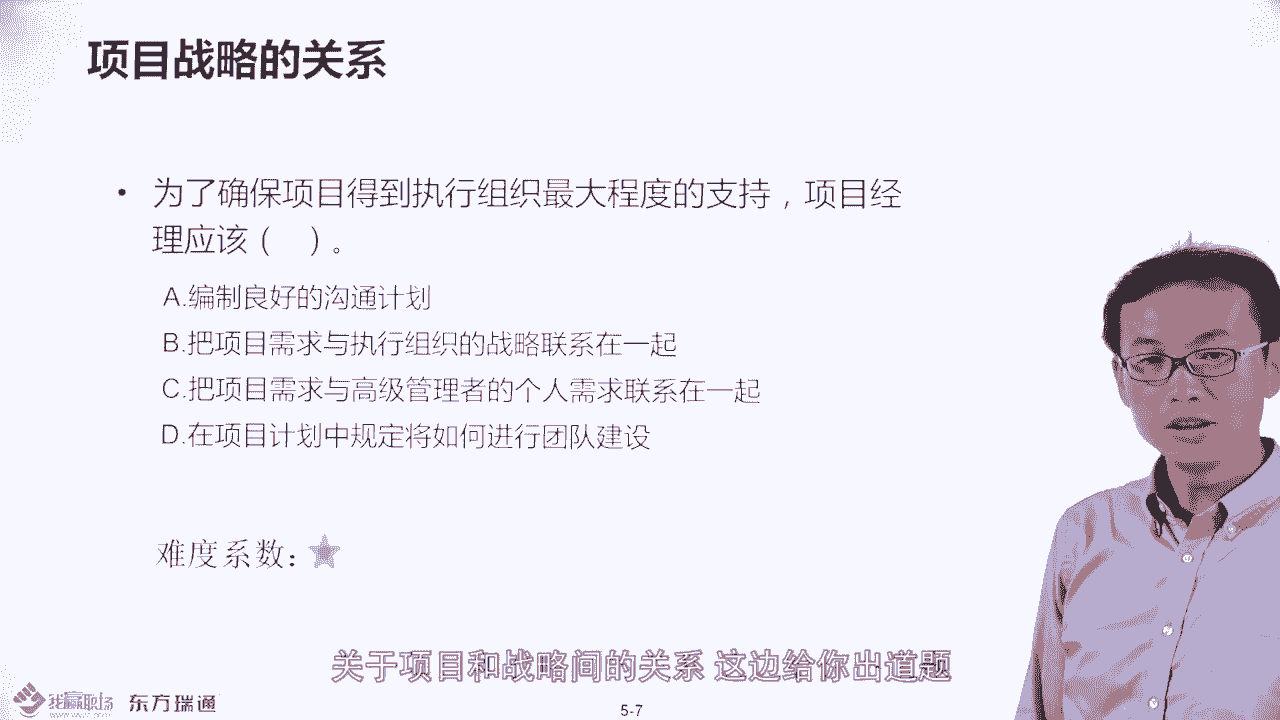 项目战略的关系
• 为了确保项目得到执行组织最大程度的支持，项目经
理应该（ ）。
A.编制良好的沟通计划
B.把项目需求与执行组织的战略联系在一起
C.把项目需求与高级管理者的个人需求联系在一起
D.在项目计划中规定将如何进行团队建设
难度系数：
关于项目和战略间的关系 这边给你出道题
我赢职场 东方瑞通
5-7